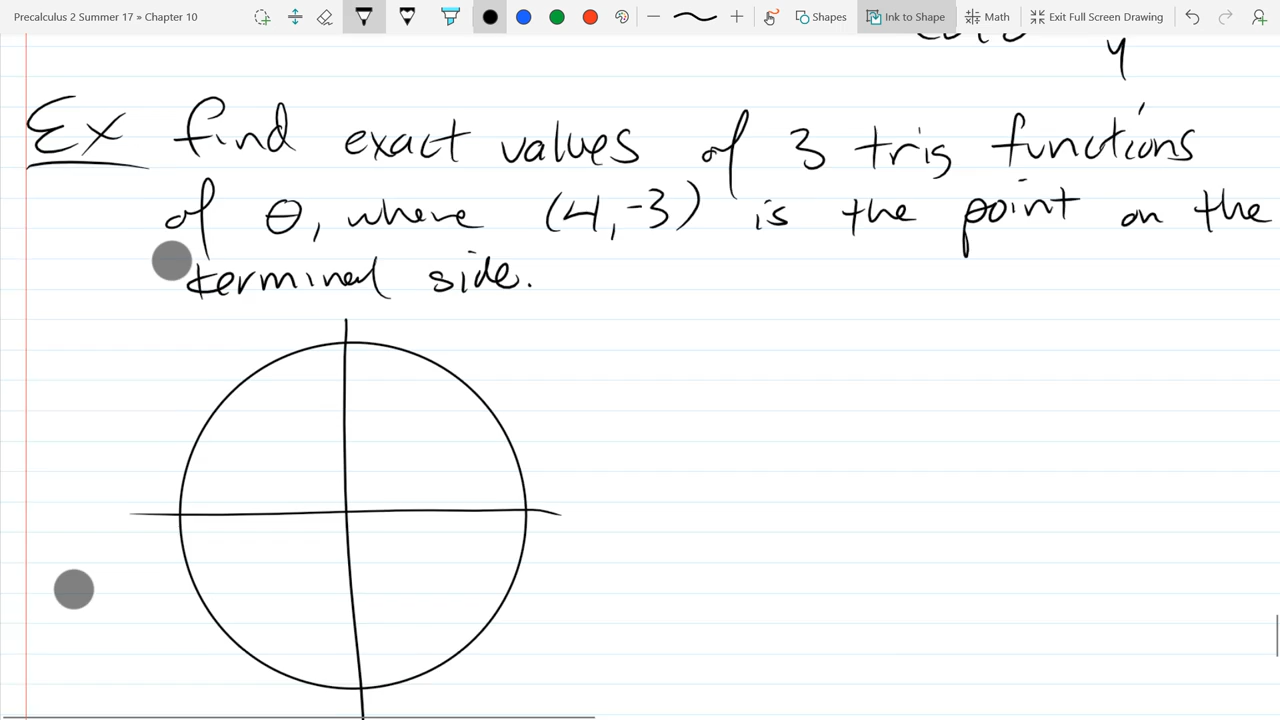 Precalculus 2 Summer 17 » Chapter 10
Shapes
Ink to Shape
Math
Exit Full Screen Drawing
y
Ex find exact values of 3 trig functions
of θ, where (4,-3) is the point on the
terminal side.